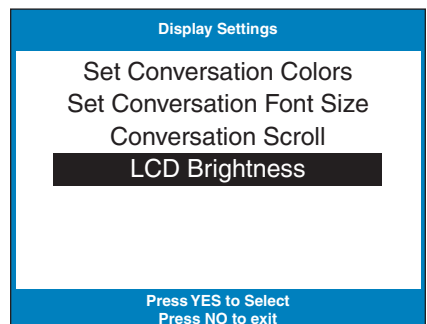 Display Settings
Set Conversation Colors
Set Conversation Font Size
Conversation Scroll
LCD Brightness
Press YES to Select
Press NO to exit